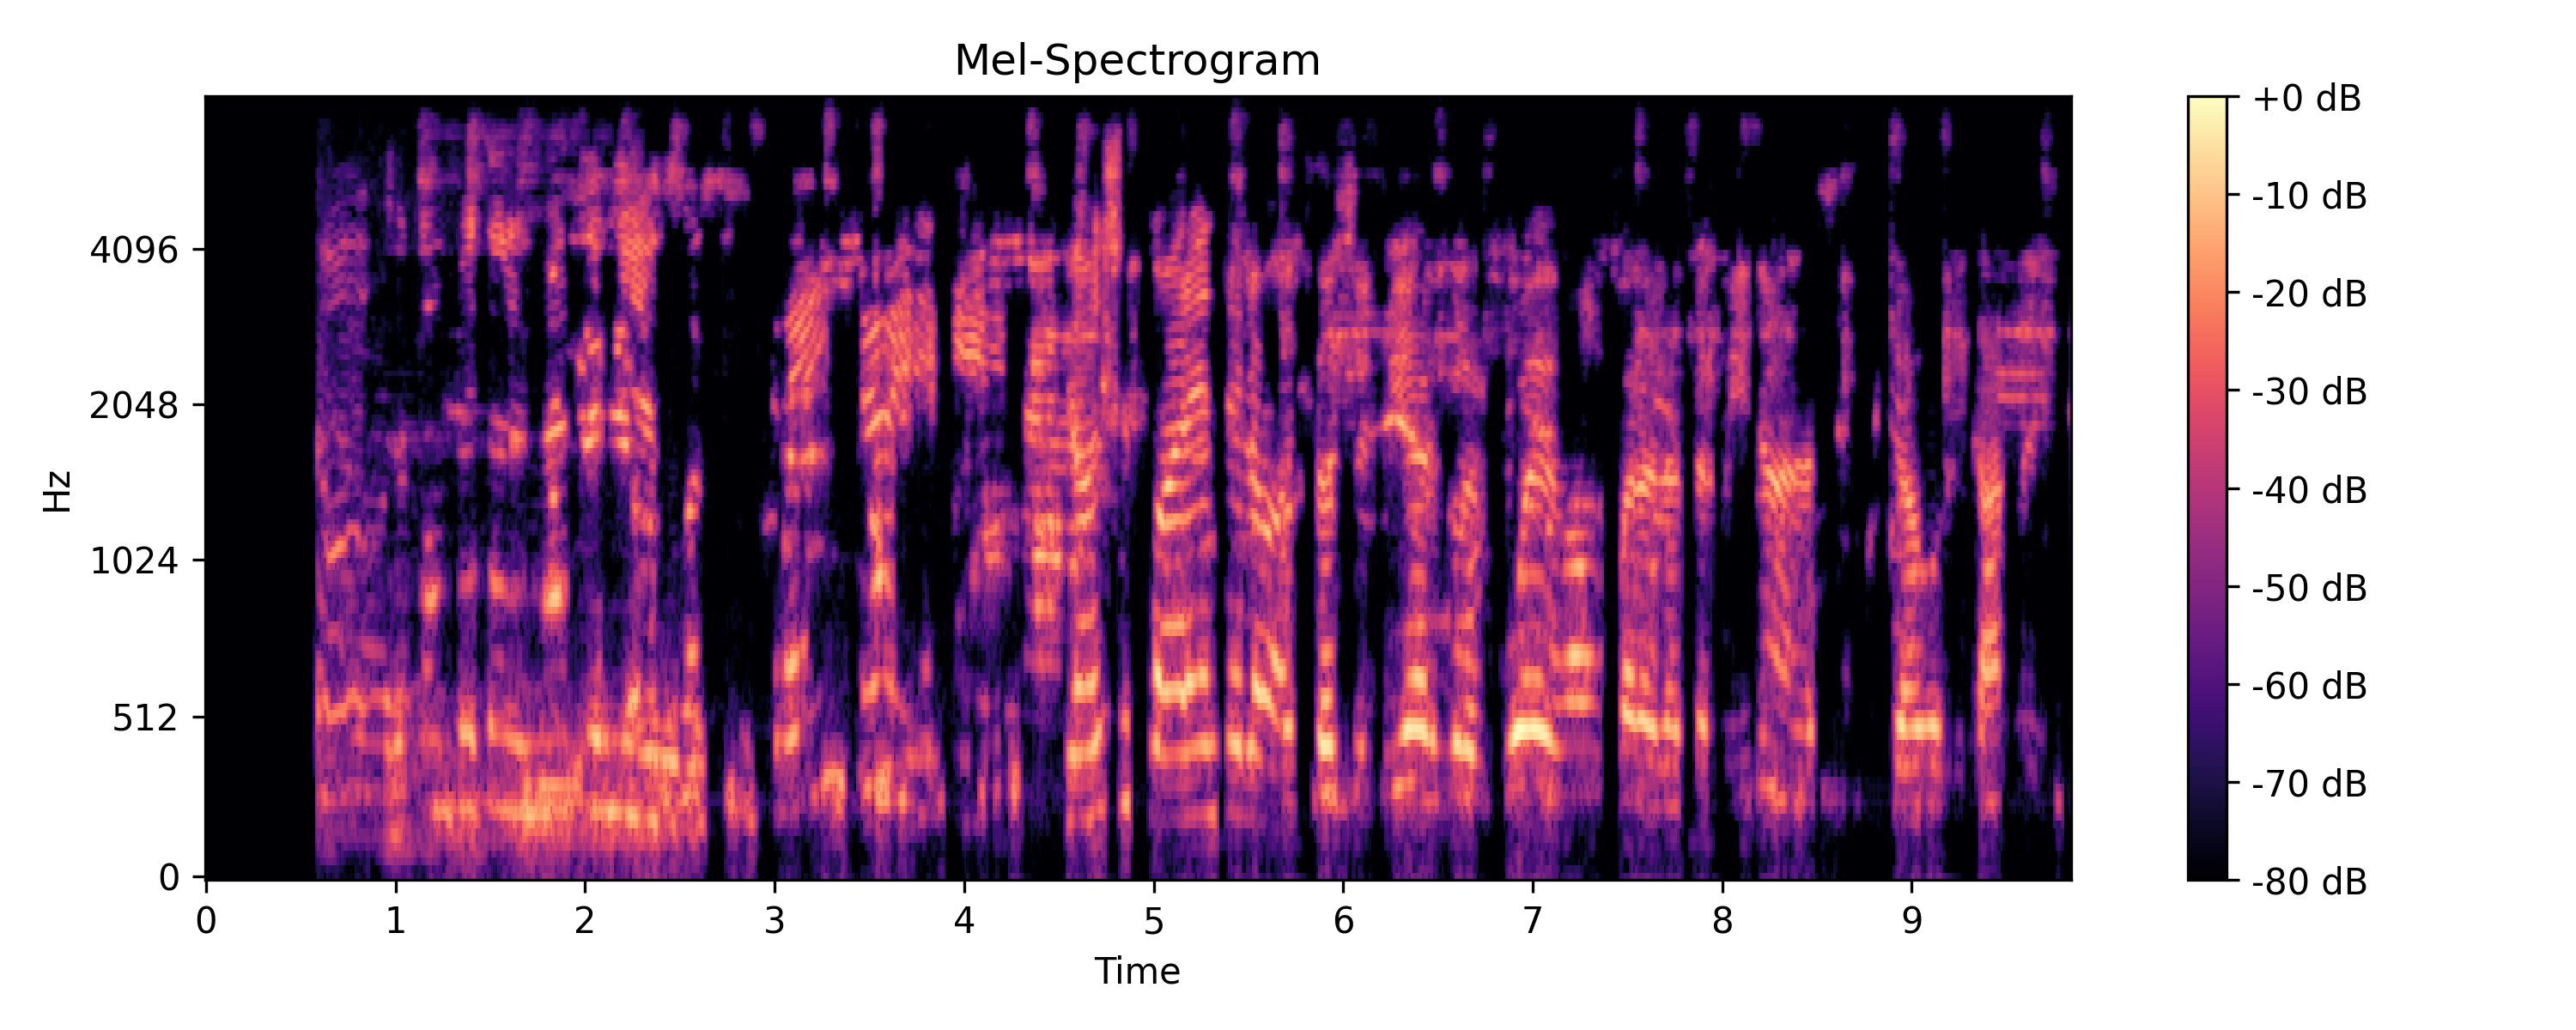 Mel-Spectrogram
+0 dB
-10 dB
-20 dB
-30 dB
-40 dB
-50 dB
-60 dB
-70 dB
-80 dB
Hz
4096
2048
1024
512
0
0 1 2 3 4 5 6 7 8 9
Time